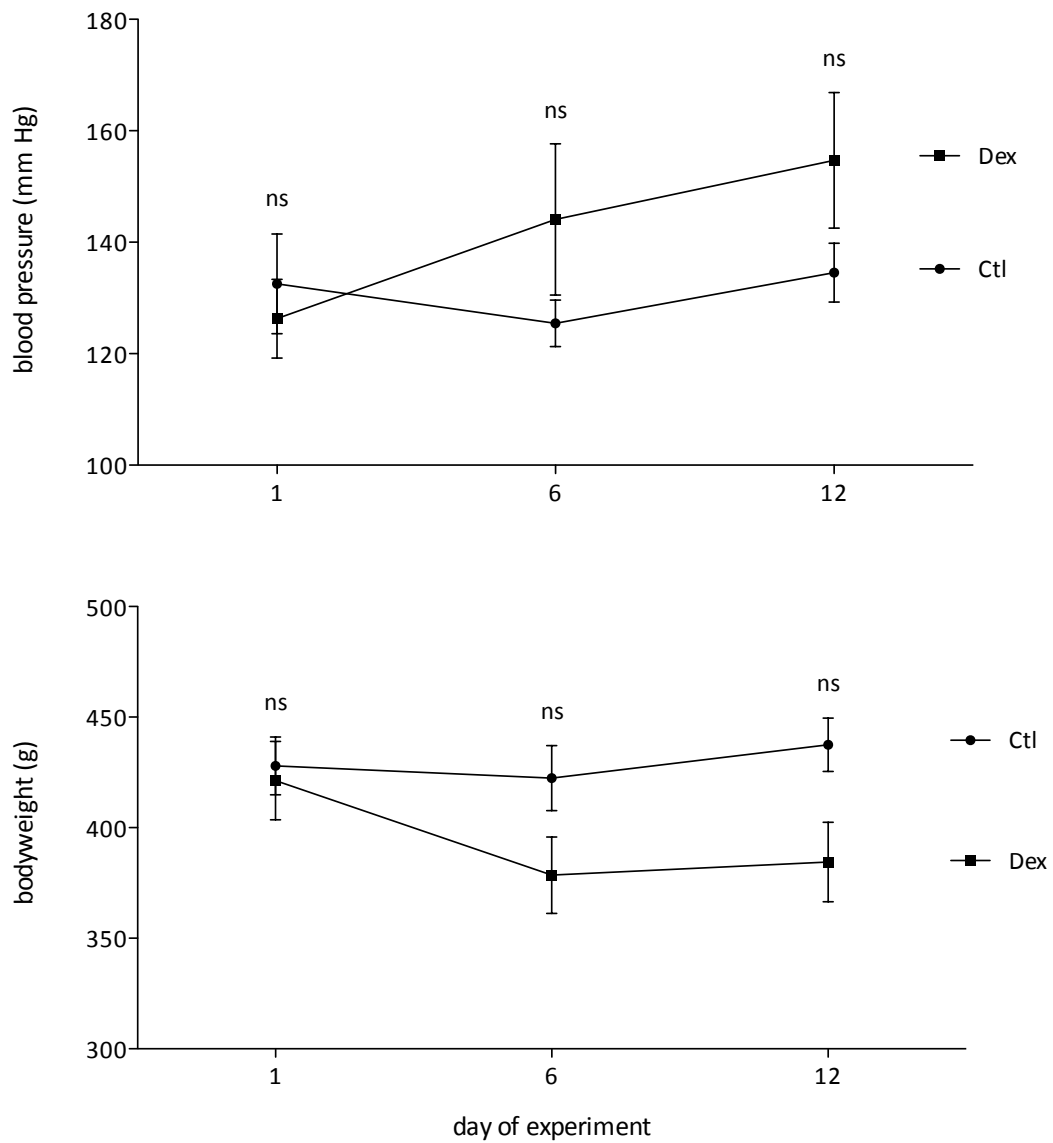 180
160
140
120
100
blood pressure (mm Hg)
ns
ns
ns
Dex
Ctl
1
6
12
500
450
400
350
300
bodyweight (g)
ns
ns
ns
Ctl
Dex
1
6
12
day of experiment